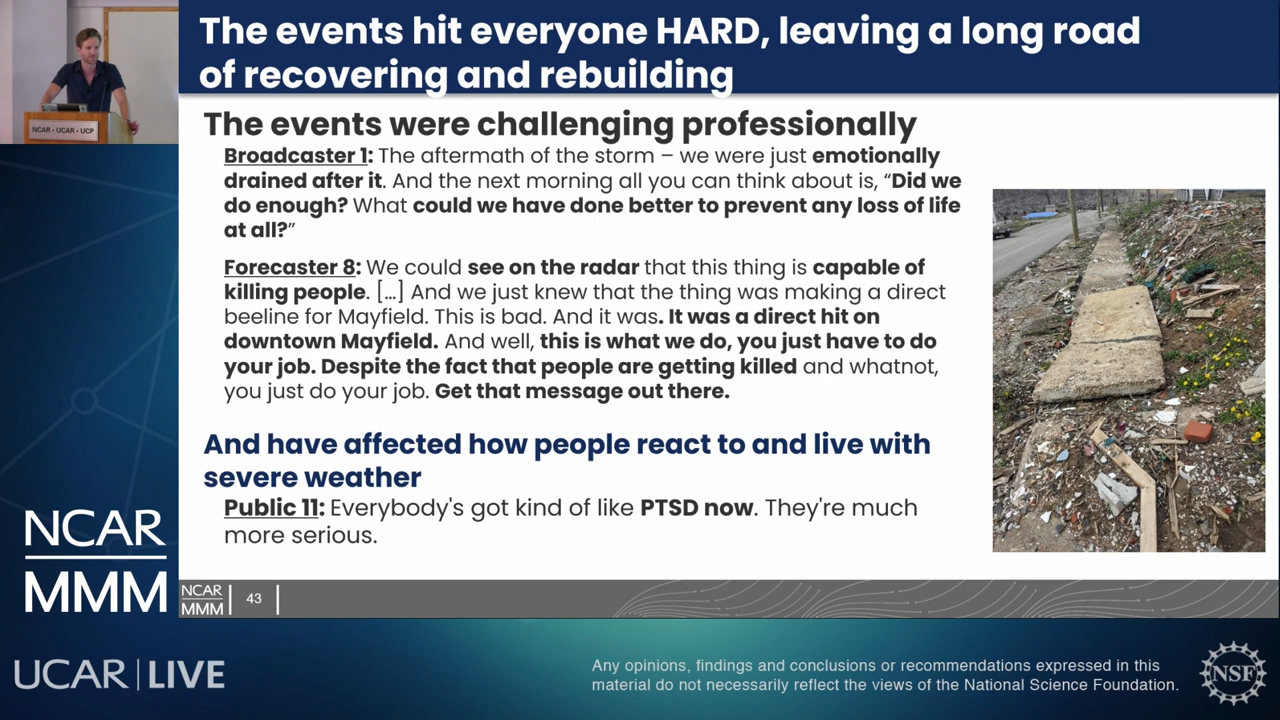 The events hit everyone HARD, leaving a long road
of recovering and rebuilding
NCAR • UCAR • UCP
The events were challenging professionally
Broadcaster 1: The aftermath of the storm – we were just emotionally
drained after it. And the next morning all you can think about is, “Did we
do enough? What could we have done better to prevent any loss of life
at all?”
Forecaster 8: We could see on the radar that this thing is capable of
killing people. […] And we just knew that the thing was making a direct
beeline for Mayfield. This is bad. And it was. It was a direct hit on
downtown Mayfield. And well, this is what we do, you just have to do
your job. Despite the fact that people are getting killed and whatnot,
you just do your job. Get that message out there.
And have affected how people react to and live with
severe weather
Public 11: Everybody's got kind of like PTSD now. They're much
more serious.
NCAR
MMM
NCAR
MMM
43
UCAR | LIVE
Any opinions, findings and conclusions or recommendations expressed in this
material do not necessarily reflect the views of the National Science Foundation.
NSF